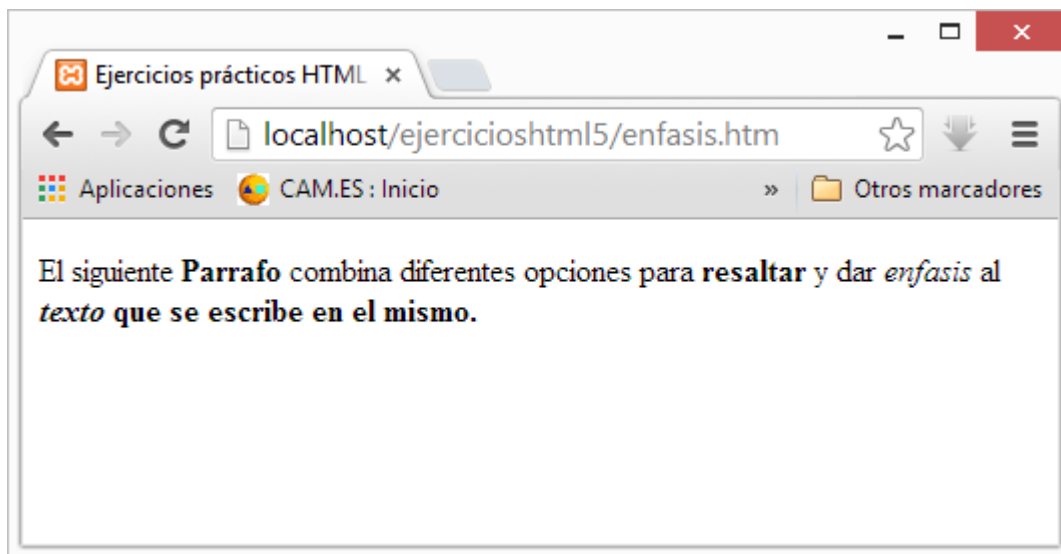 Ejercicios prácticos HTML
localhost/ejercicioshtml5/enfasis.htm
Aplicaciones CAM.ES : Inicio » Otros marcadores
El siguiente Parrafo combina diferentes opciones para resaltar y dar enfasis al
texto que se escribe en el mismo.